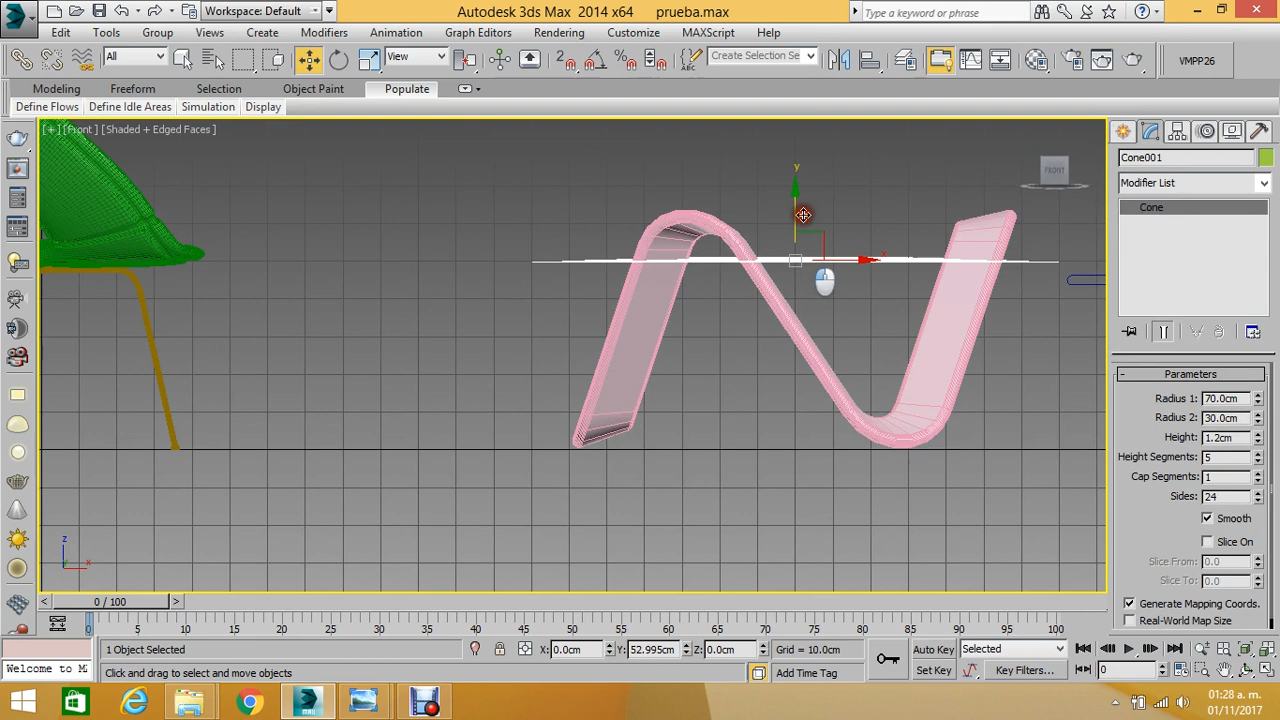 Workspace: Default
Autodesk 3ds Max 2014 x64 prueba.max
Type a keyword or phrase
Edit Tools Group Views Create Modifiers Animation Graph Editors Rendering Customize MAXScript Help
All
View
Create Selection Se
VMPP26
Modeling Freeform Selection Object Paint Populate
Define Flows Define Idle Areas Simulation Display
[+] [Front ] [Shaded + Edged Faces ]
y
x
FRONT
z
y
x
Cone001
Modifier List
Cone
- Parameters
Radius 1: 70.0cm
Radius 2: 30.0cm
Height: 1.2cm
Height Segments: 5
Cap Segments: 1
Sides: 24
Smooth
Slice On
Slice From: 0.0
Slice To: 0.0
Generate Mapping Coords.
Real-World Map Size
< 0 / 100 >
0 5 10 15 20 25 30 35 40 45 50 55 60 65 70 75 80 85 90 95 100
1 Object Selected
X: 0.0cm Y: 52.995cm Z: 0.0cm Grid = 10.0cm
Auto Key Selected
Welcome to M
Click and drag to select and move objects
Add Time Tag
Set Key Key Filters... 0
01:28 a. m.
01/11/2017